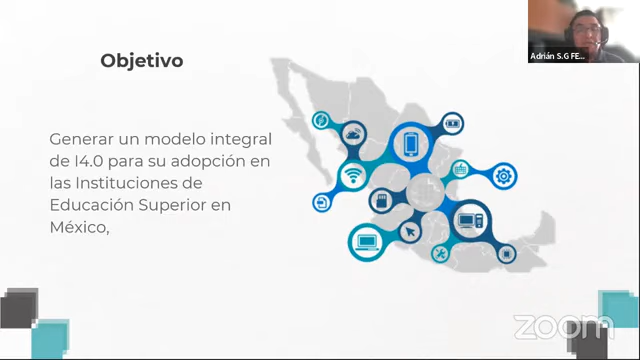 Objetivo
Adrián S.G FE...
Generar un modelo integral
de I4.0 para su adopción en
las Instituciones de
Educación Superior en
México,
zoom